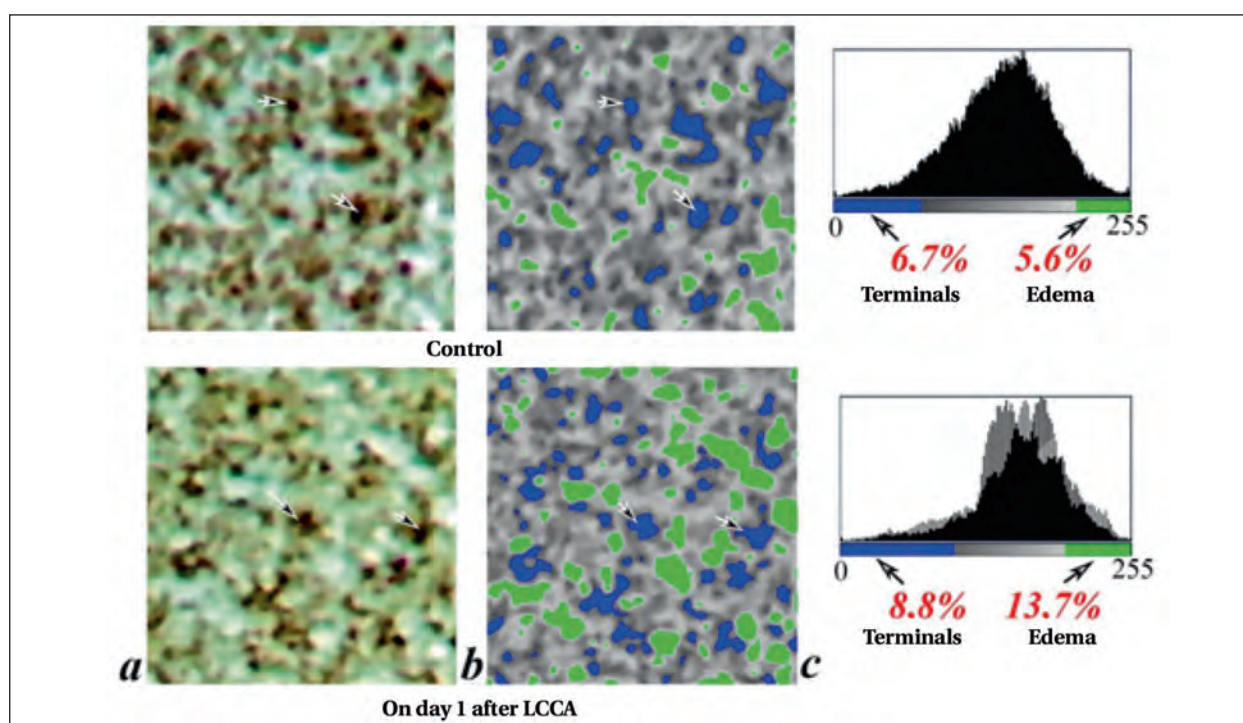 0 255
6.7% 5.6%
Terminals Edema
Control
0 255
8.8% 13.7%
Terminals Edema
a b c
On day 1 after LCCA